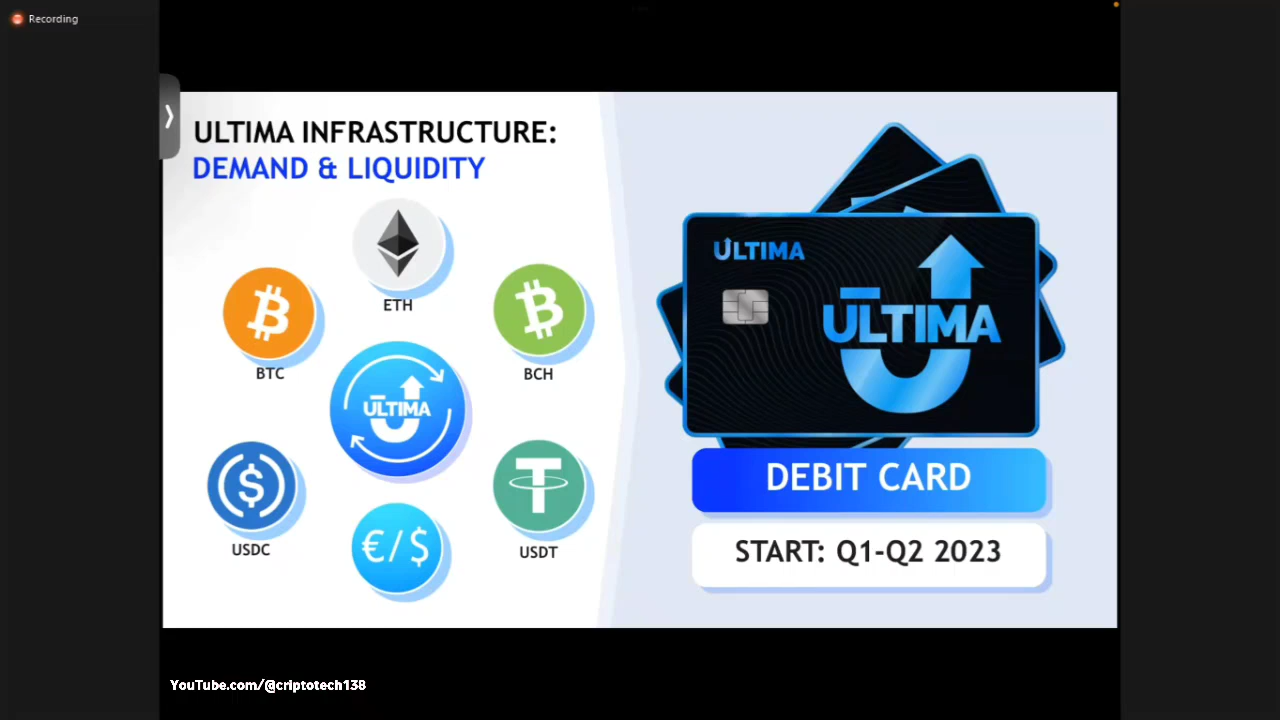 Recording
ULTIMA INFRASTRUCTURE:
DEMAND & LIQUIDITY
ETH
BTC
BCH
ULTIMA
USDC
€/$
USDT
ULTIMA
ULTIMA
DEBIT CARD
START: Q1-Q2 2023
YouTube.com/@criptotech138